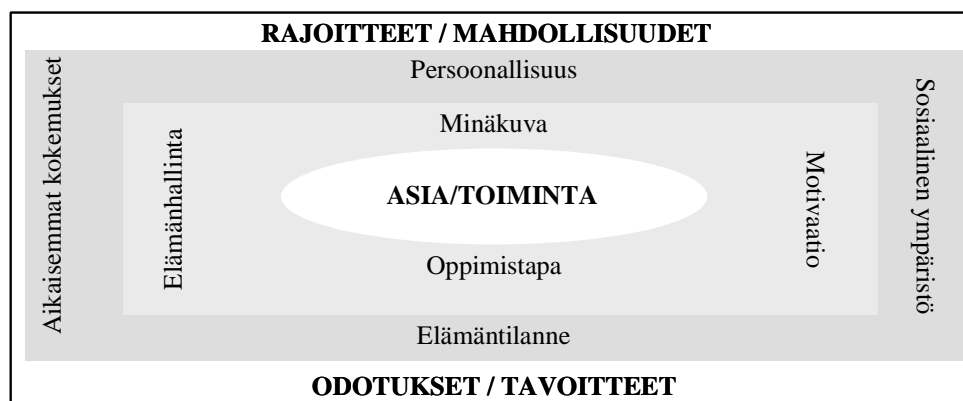 RAJOITTEET / MAHDOLLISUUDET
Persoonallisuus
Aikaisemmat kokemukset
Sosiaalinen ympäristö
Minäkuva
Elämänhallinta
Motivaatio
ASIA/TOIMINTA
Oppimistapa
Elämäntilanne
ODOTUKSET / TAVOITTEET